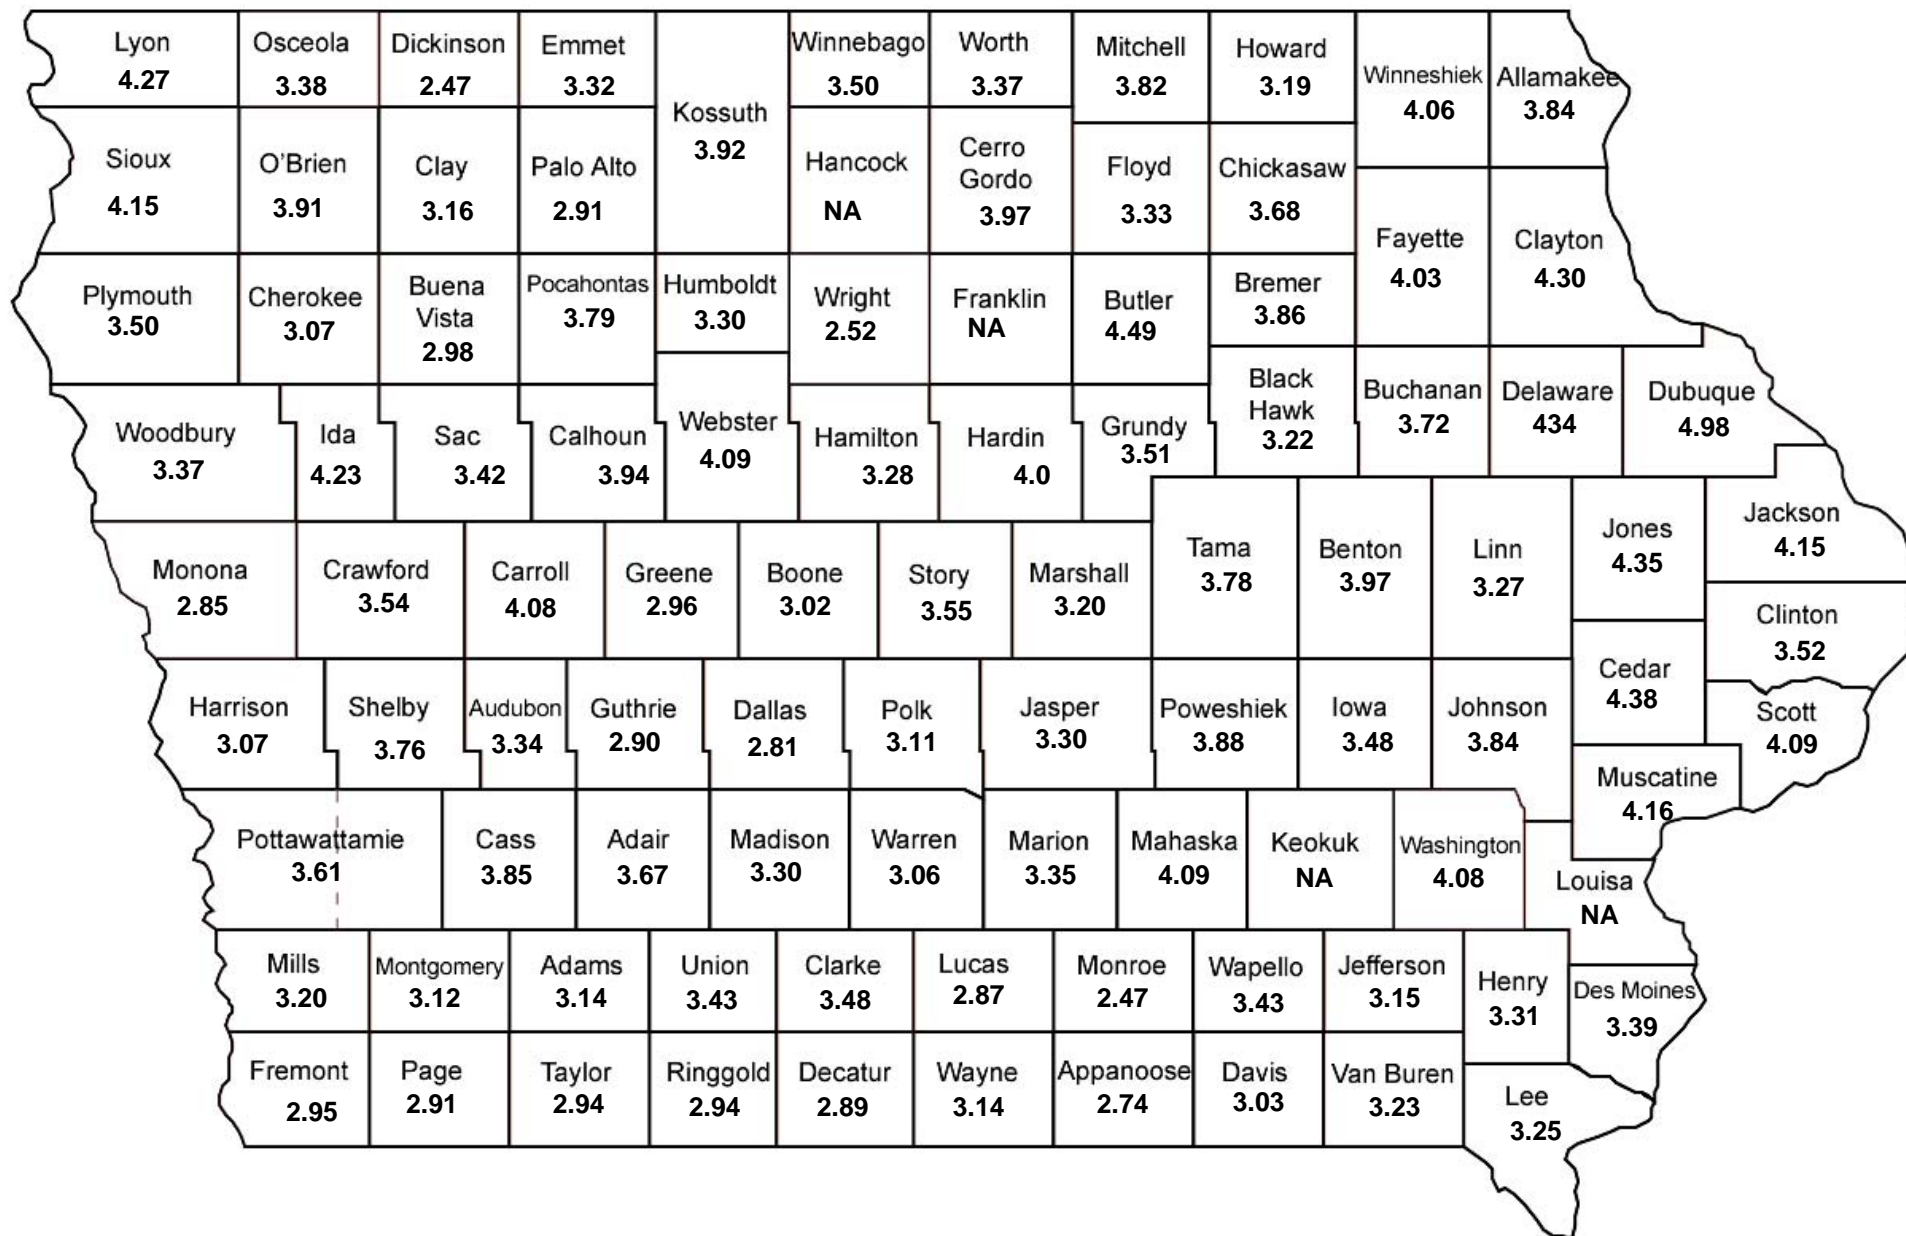 Lyon
4.27
Osceola
3.38
Dickinson
2.47
Emmet
3.32
Kossuth
3.92
Winnebago
3.50
Worth
3.37
Mitchell
3.82
Howard
3.19
Winneshiek
4.06
Allamakee
3.84
Sioux
4.15
O'Brien
3.91
Clay
3.16
Palo Alto
2.91
Hancock
NA
Cerro
Gordo
3.97
Floyd
3.33
Chickasaw
3.68
Fayette
4.03
Clayton
4.30
Plymouth
3.50
Cherokee
3.07
Buena
Vista
2.98
Pocahontas
3.79
Humboldt
3.30
Wright
2.52
Franklin
NA
Butler
4.49
Bremer
3.86
Woodbury
3.37
Ida
4.23
Sac
3.42
Calhoun
3.94
Webster
4.09
Hamilton
3.28
Hardin
4.0
Grundy
3.51
Black
Hawk
3.22
Buchanan
3.72
Delaware
434
Dubuque
4.98
Monona
2.85
Crawford
3.54
Carroll
4.08
Greene
2.96
Boone
3.02
Story
3.55
Marshall
3.20
Tama
3.78
Benton
3.97
Linn
3.27
Jones
4.35
Jackson
4.15
Clinton
3.52
Harrison
3.07
Shelby
3.76
Audubon
3.34
Guthrie
2.90
Dallas
2.81
Polk
3.11
Jasper
3.30
Poweshiek
3.88
Iowa
3.48
Johnson
3.84
Cedar
4.38
Scott
4.09
Muscatine
4.16
Pottawattamie
3.61
Cass
3.85
Adair
3.67
Madison
3.30
Warren
3.06
Marion
3.35
Mahaska
4.09
Keokuk
NA
Washington
4.08
Louisa
NA
Mills
3.20
Montgomery
3.12
Adams
3.14
Union
3.43
Clarke
3.48
Lucas
2.87
Monroe
2.47
Wapello
3.43
Jefferson
3.15
Henry
3.31
Des Moines
3.39
Fremont
2.95
Page
2.91
Taylor
2.94
Ringgold
2.94
Decatur
2.89
Wayne
3.14
Appanoose
2.74
Davis
3.03
Van Buren
3.23
Lee
3.25